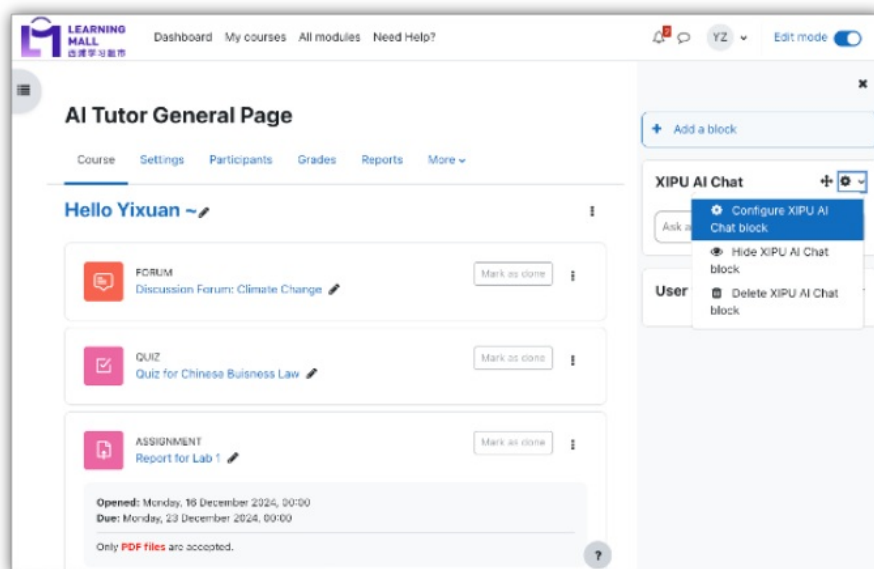 LEARNING
MALL
西浦学习超市
Dashboard My courses All modules Need Help?
YZ
Edit mode
AI Tutor General Page
Course Settings Participants Grades Reports More
Hello Yixuan ~
FORUM
Discussion Forum: Climate Change
Mark as done
QUIZ
Quiz for Chinese Buisness Law
Mark as done
ASSIGNMENT
Report for Lab 1
Mark as done
Opened: Monday, 16 December 2024, 00:00
Due: Monday, 23 December 2024, 00:00
Only PDF files are accepted.
?
+ Add a block
XIPU AI Chat
Configure XIPU AI
Chat block
Ask a
Hide XIPU AI Chat
block
User
Delete XIPU AI Chat
block